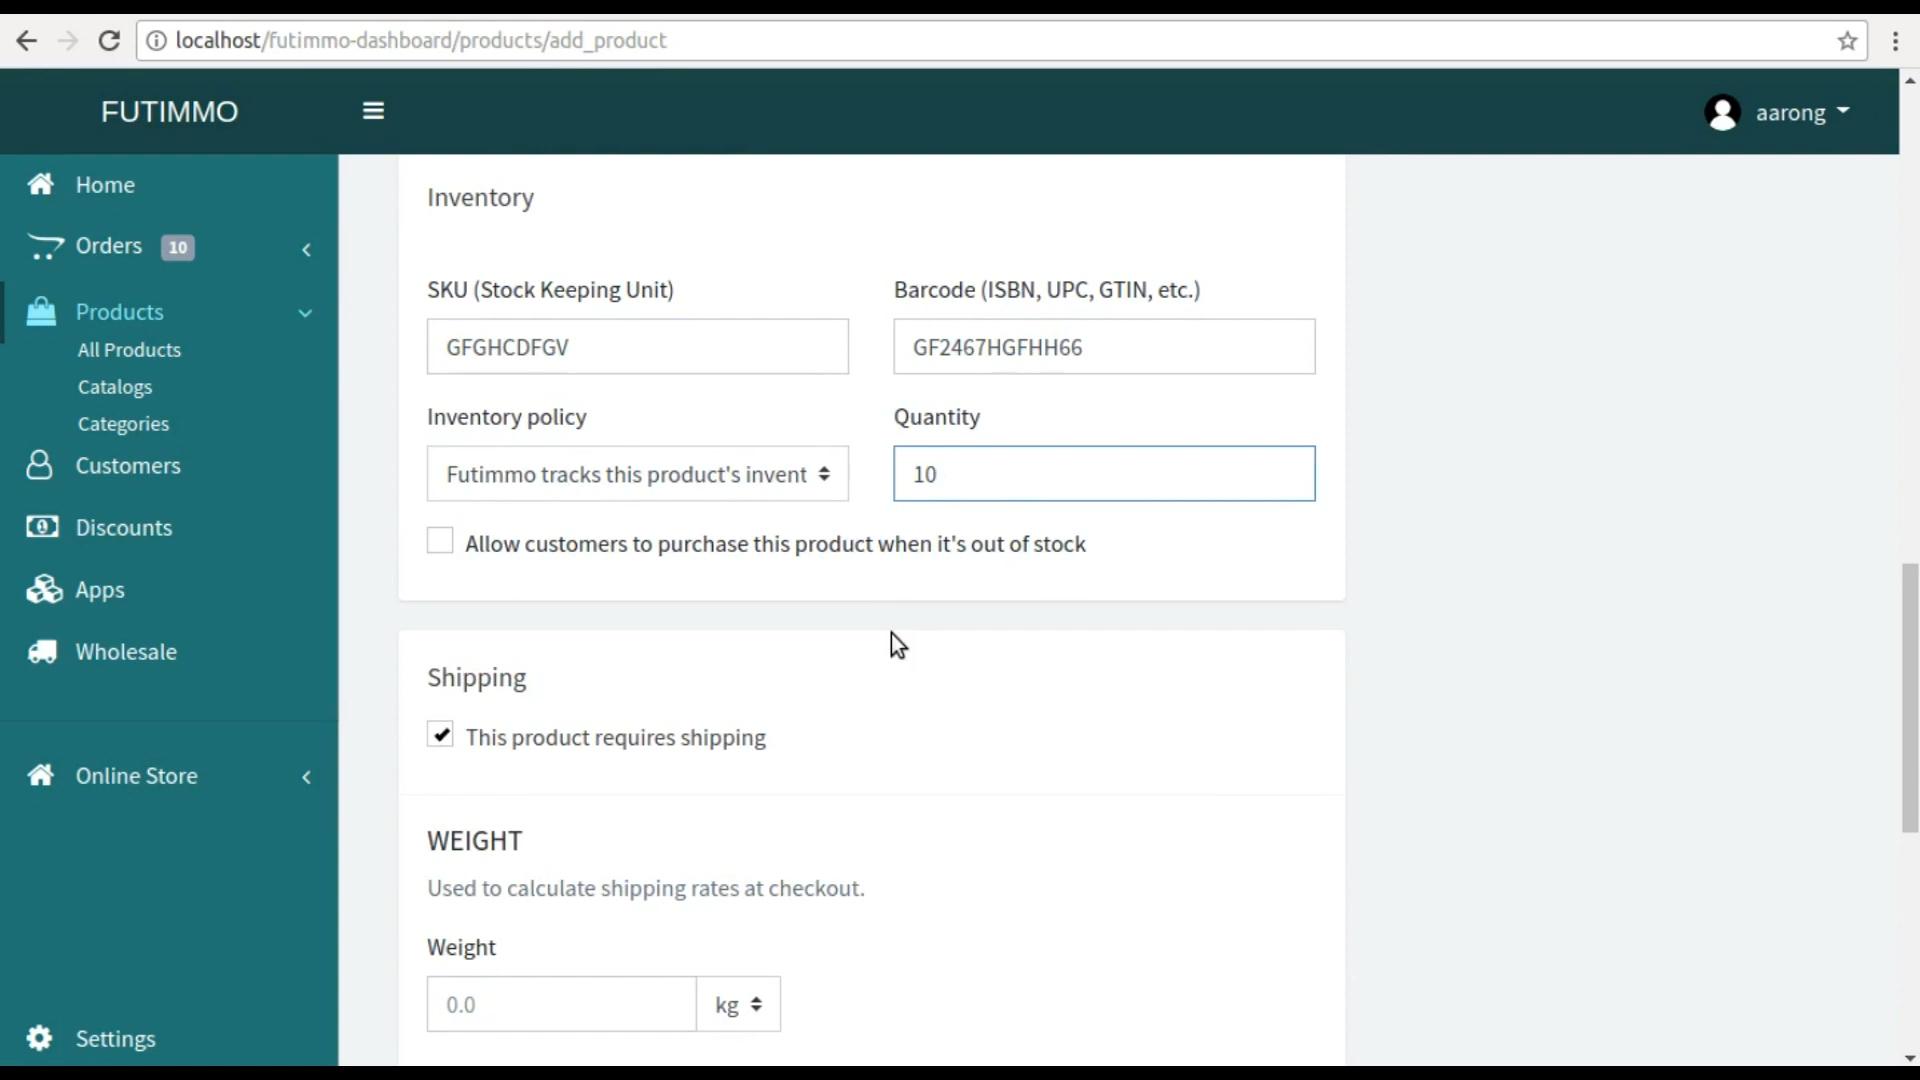 localhost/futimmo-dashboard/products/add_product
FUTIMMO
aarong
Home
Orders 10
Products
All Products
Catalogs
Categories
Customers
Discounts
Apps
Wholesale
Online Store
Settings
Inventory
SKU (Stock Keeping Unit)
Barcode (ISBN, UPC, GTIN, etc.)
GFGHCDFGV
GF2467HGFHH66
Inventory policy
Quantity
Futimmo tracks this product's invent
10
Allow customers to purchase this product when it's out of stock
Shipping
This product requires shipping
WEIGHT
Used to calculate shipping rates at checkout.
Weight
0.0
kg